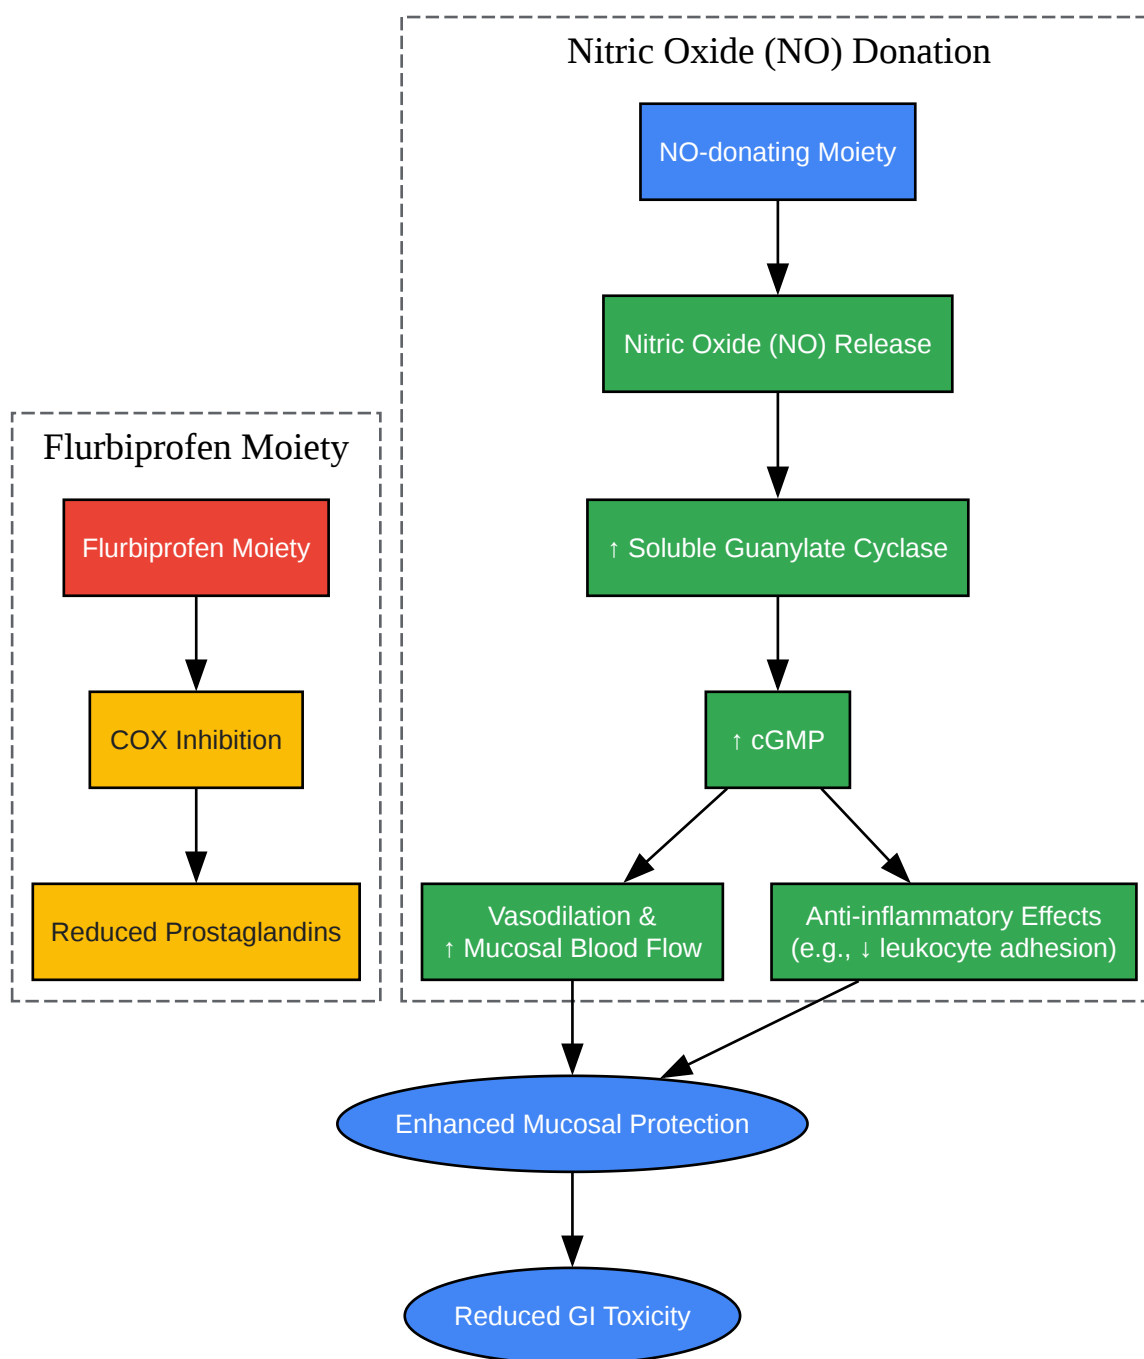 Nitric Oxide (NO) Donation
NO-donating Moiety
Nitric Oxide (NO) Release
↑ Soluble Guanylate Cyclase
↑ cGMP
Vasodilation &
↑ Mucosal Blood Flow
Anti-inflammatory Effects
(e.g., ↓ leukocyte adhesion)
Flurbiprofen Moiety
Flurbiprofen Moiety
COX Inhibition
Reduced Prostaglandins
Enhanced Mucosal Protection
Reduced GI Toxicity